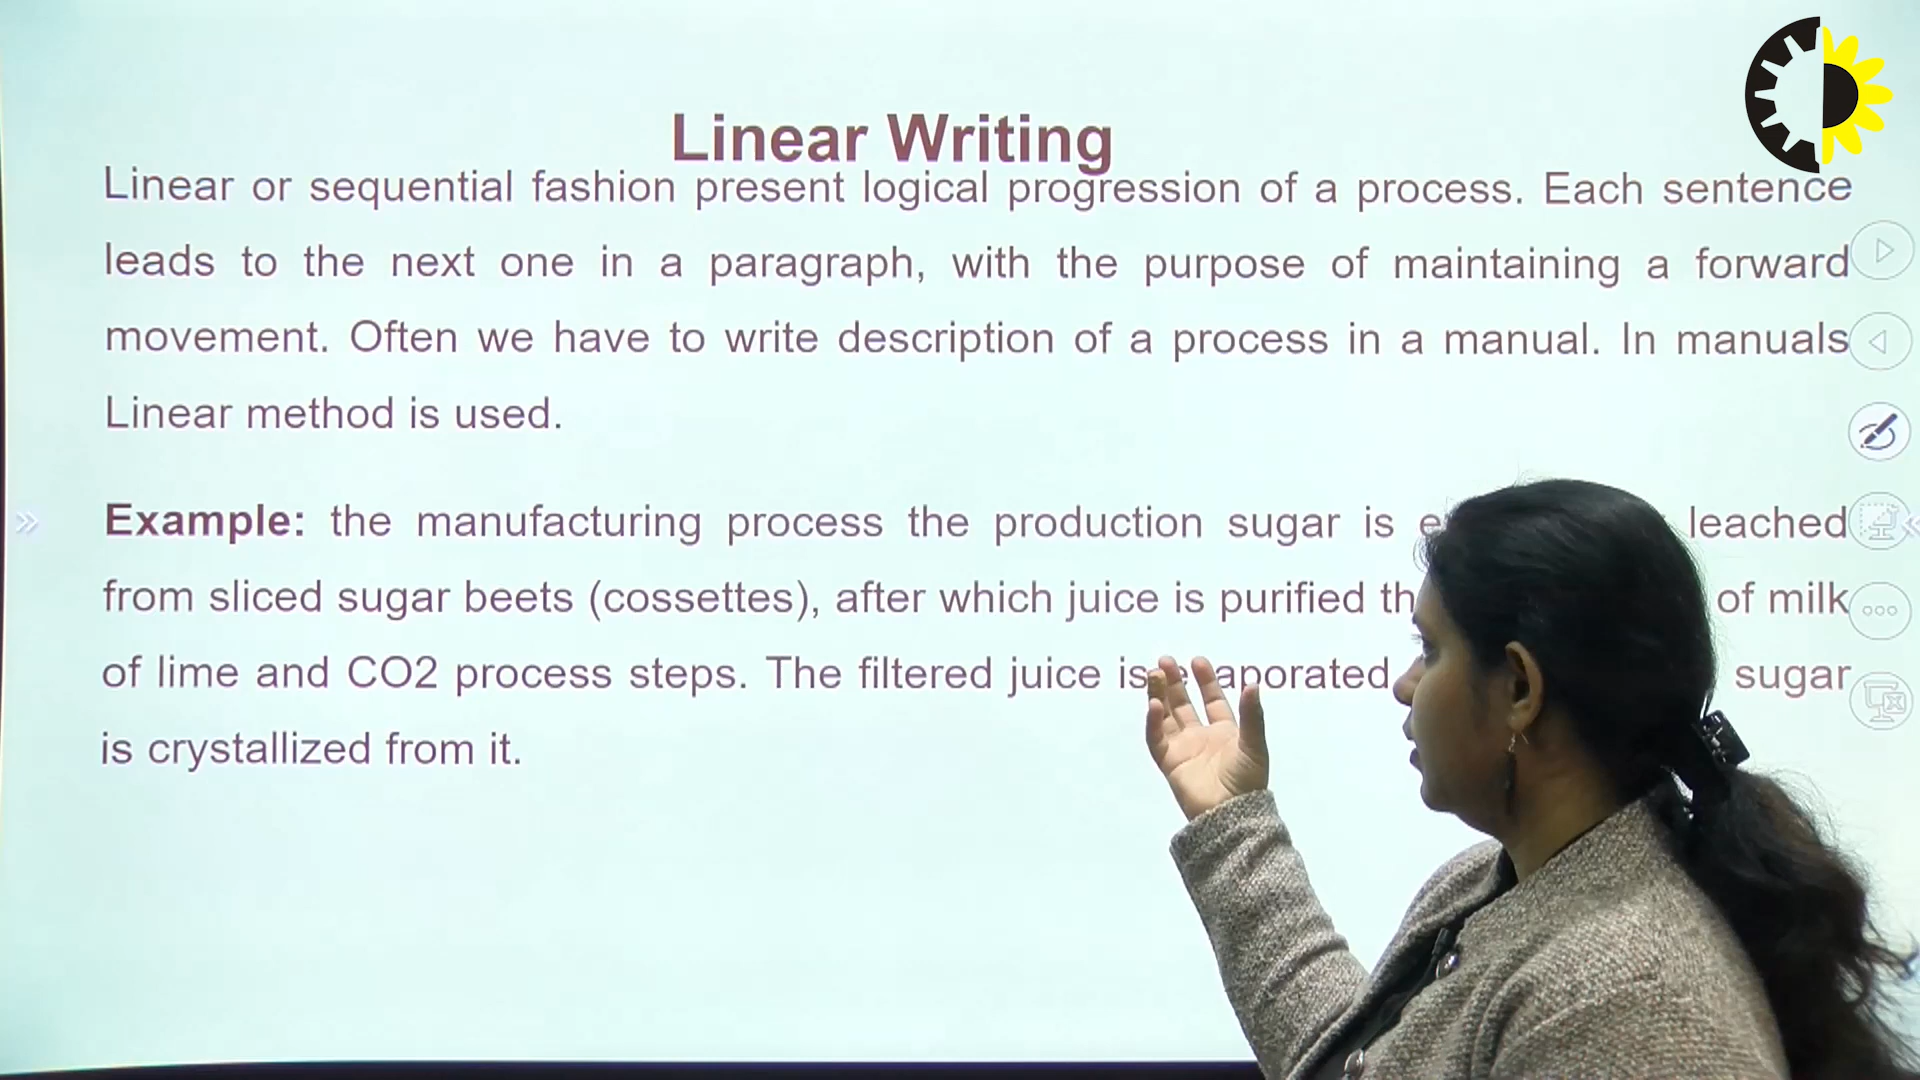 Linear Writing
Linear or sequential fashion present logical progression of a process. Each sentence
leads to the next one in a paragraph, with the purpose of maintaining a forward
movement. Often we have to write description of a process in a manual. In manuals
Linear method is used.
Example: the manufacturing process the production sugar is leached
from sliced sugar beets (cossettes), after which juice is purified of milk
of lime and CO2 process steps. The filtered juice is evaporated sugar
is crystallized from it.